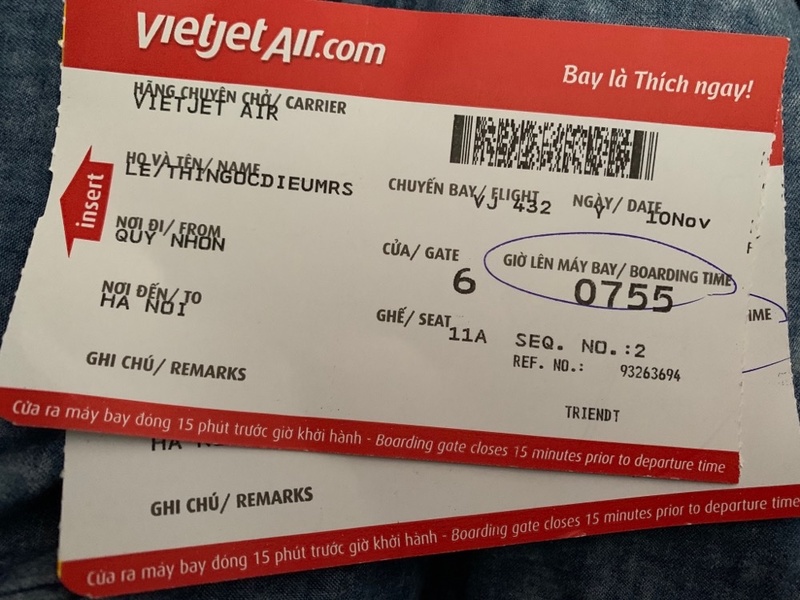 vietjetAir.com
Bay là Thích ngay!
HÃNG CHUYÊN CHỞ/ CARRIER
VIETJET AIR
HỌ VÀ TÊN/ NAME
LE/THINGOCDIEUMRS
CHUYẾN BAY/ FLIGHT
VJ 432
NGÀY/ DATE
Y 10Nov
insert
NƠI ĐI/ FROM
QUY NHON
CỬA/ GATE
6
GIỜ LÊN MÁY BAY/ BOARDING TIME
0755
NƠI ĐẾN/ TO
HA NOI
GHẾ/ SEAT
11A
SEQ. NO.:2
REF. NO.: 93263694
GHI CHÚ/ REMARKS
TRIENDT
Cửa ra máy bay đóng 15 phút trước giờ khởi hành - Boarding gate closes 15 minutes prior to departure time
GHI CHÚ/ REMARKS
Cửa ra máy bay đóng 15 phút trước giờ khởi hành - Boarding gate closes 15 minutes prior to departure time